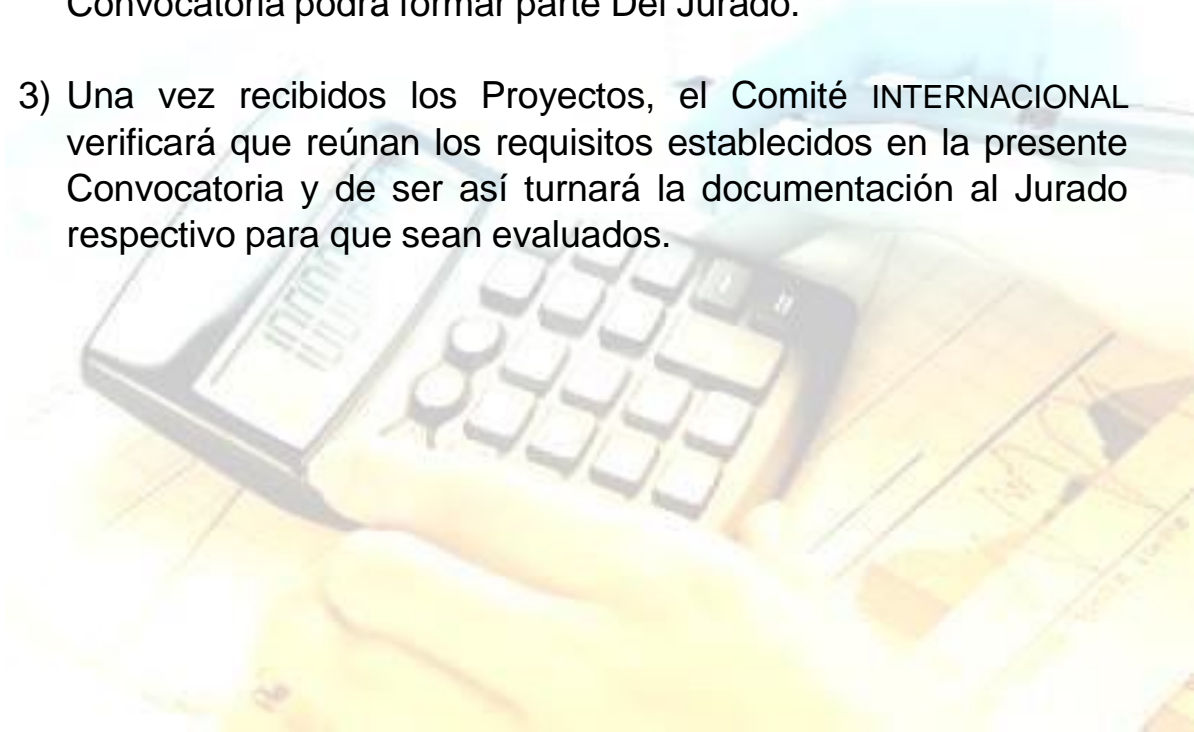 Convocatoria podrá formar parte Del Jurado.
3) Una vez recibidos los Proyectos, el Comité INTERNACIONAL
verificará que reúnan los requisitos establecidos en la presente
Convocatoria y de ser así turnará la documentación al Jurado
respectivo para que sean evaluados.